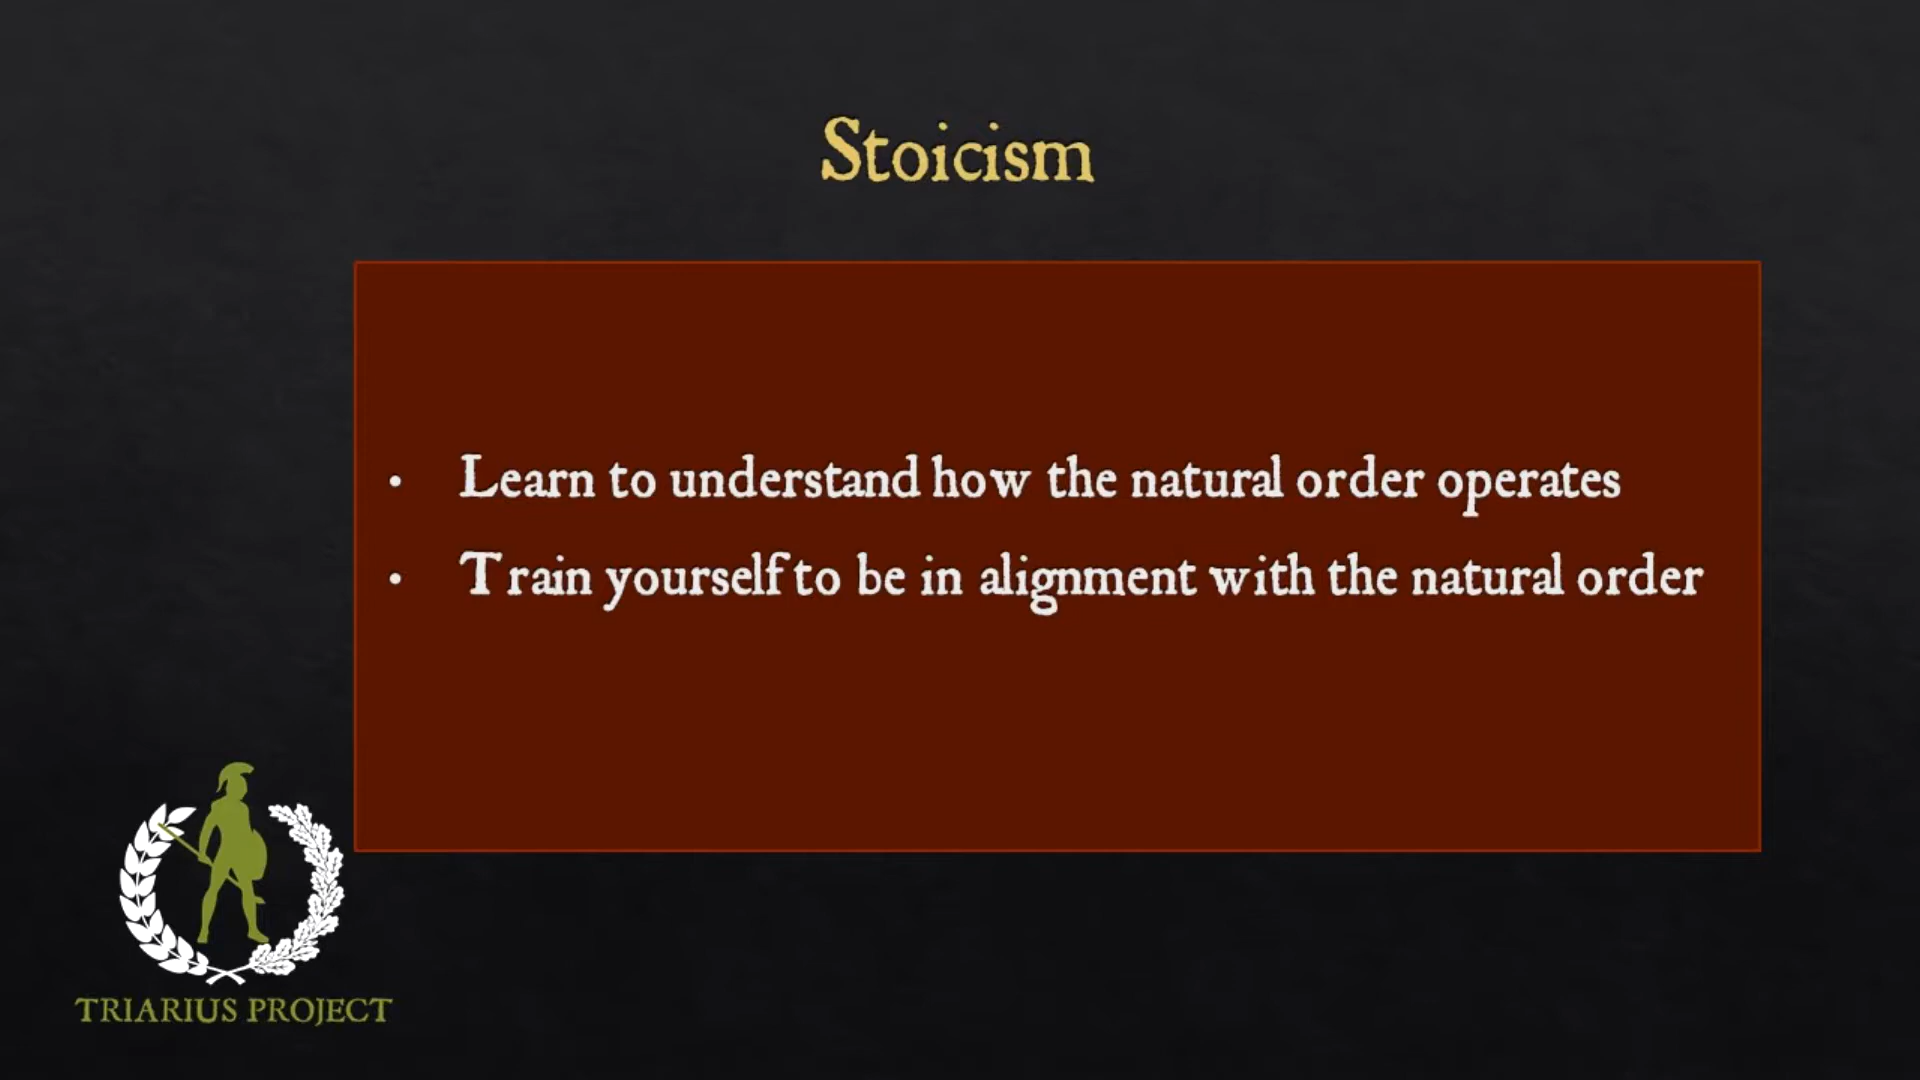 Stoicism
• Learn to understand how the natural order operates
• Train yourself to be in alignment with the natural order
TRIARIUS PROJECT